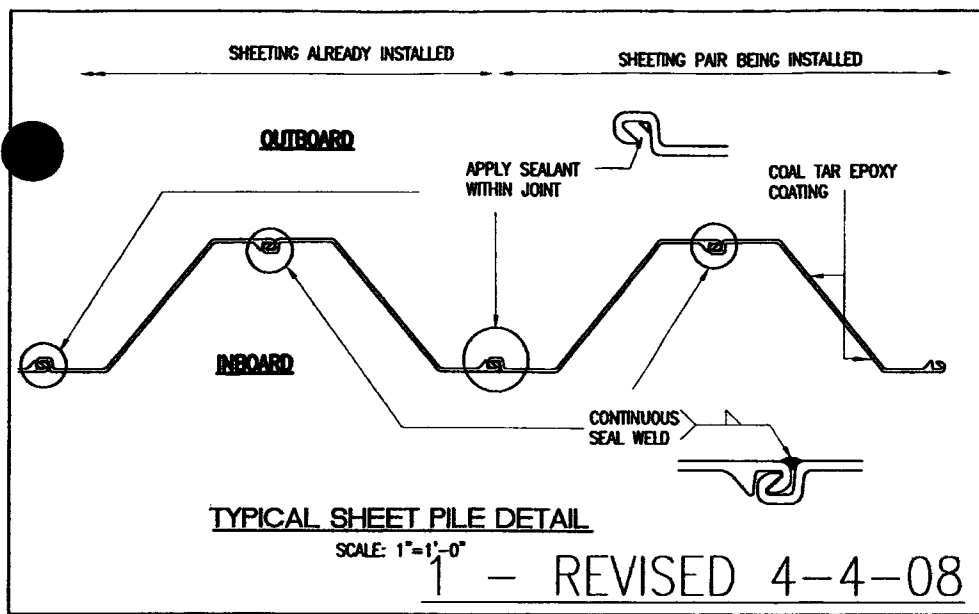 SHEETING ALREADY INSTALLED
SHEETING PAIR BEING INSTALLED
OUTBOARD
APPLY SEALANT
WITHIN JOINT
COAL TAR EPOXY
COATING
INBOARD
CONTINUOUS
SEAL WELD
TYPICAL SHEET PILE DETAIL
SCALE: 1"=1'-0"
1 - REVISED 4-4-08